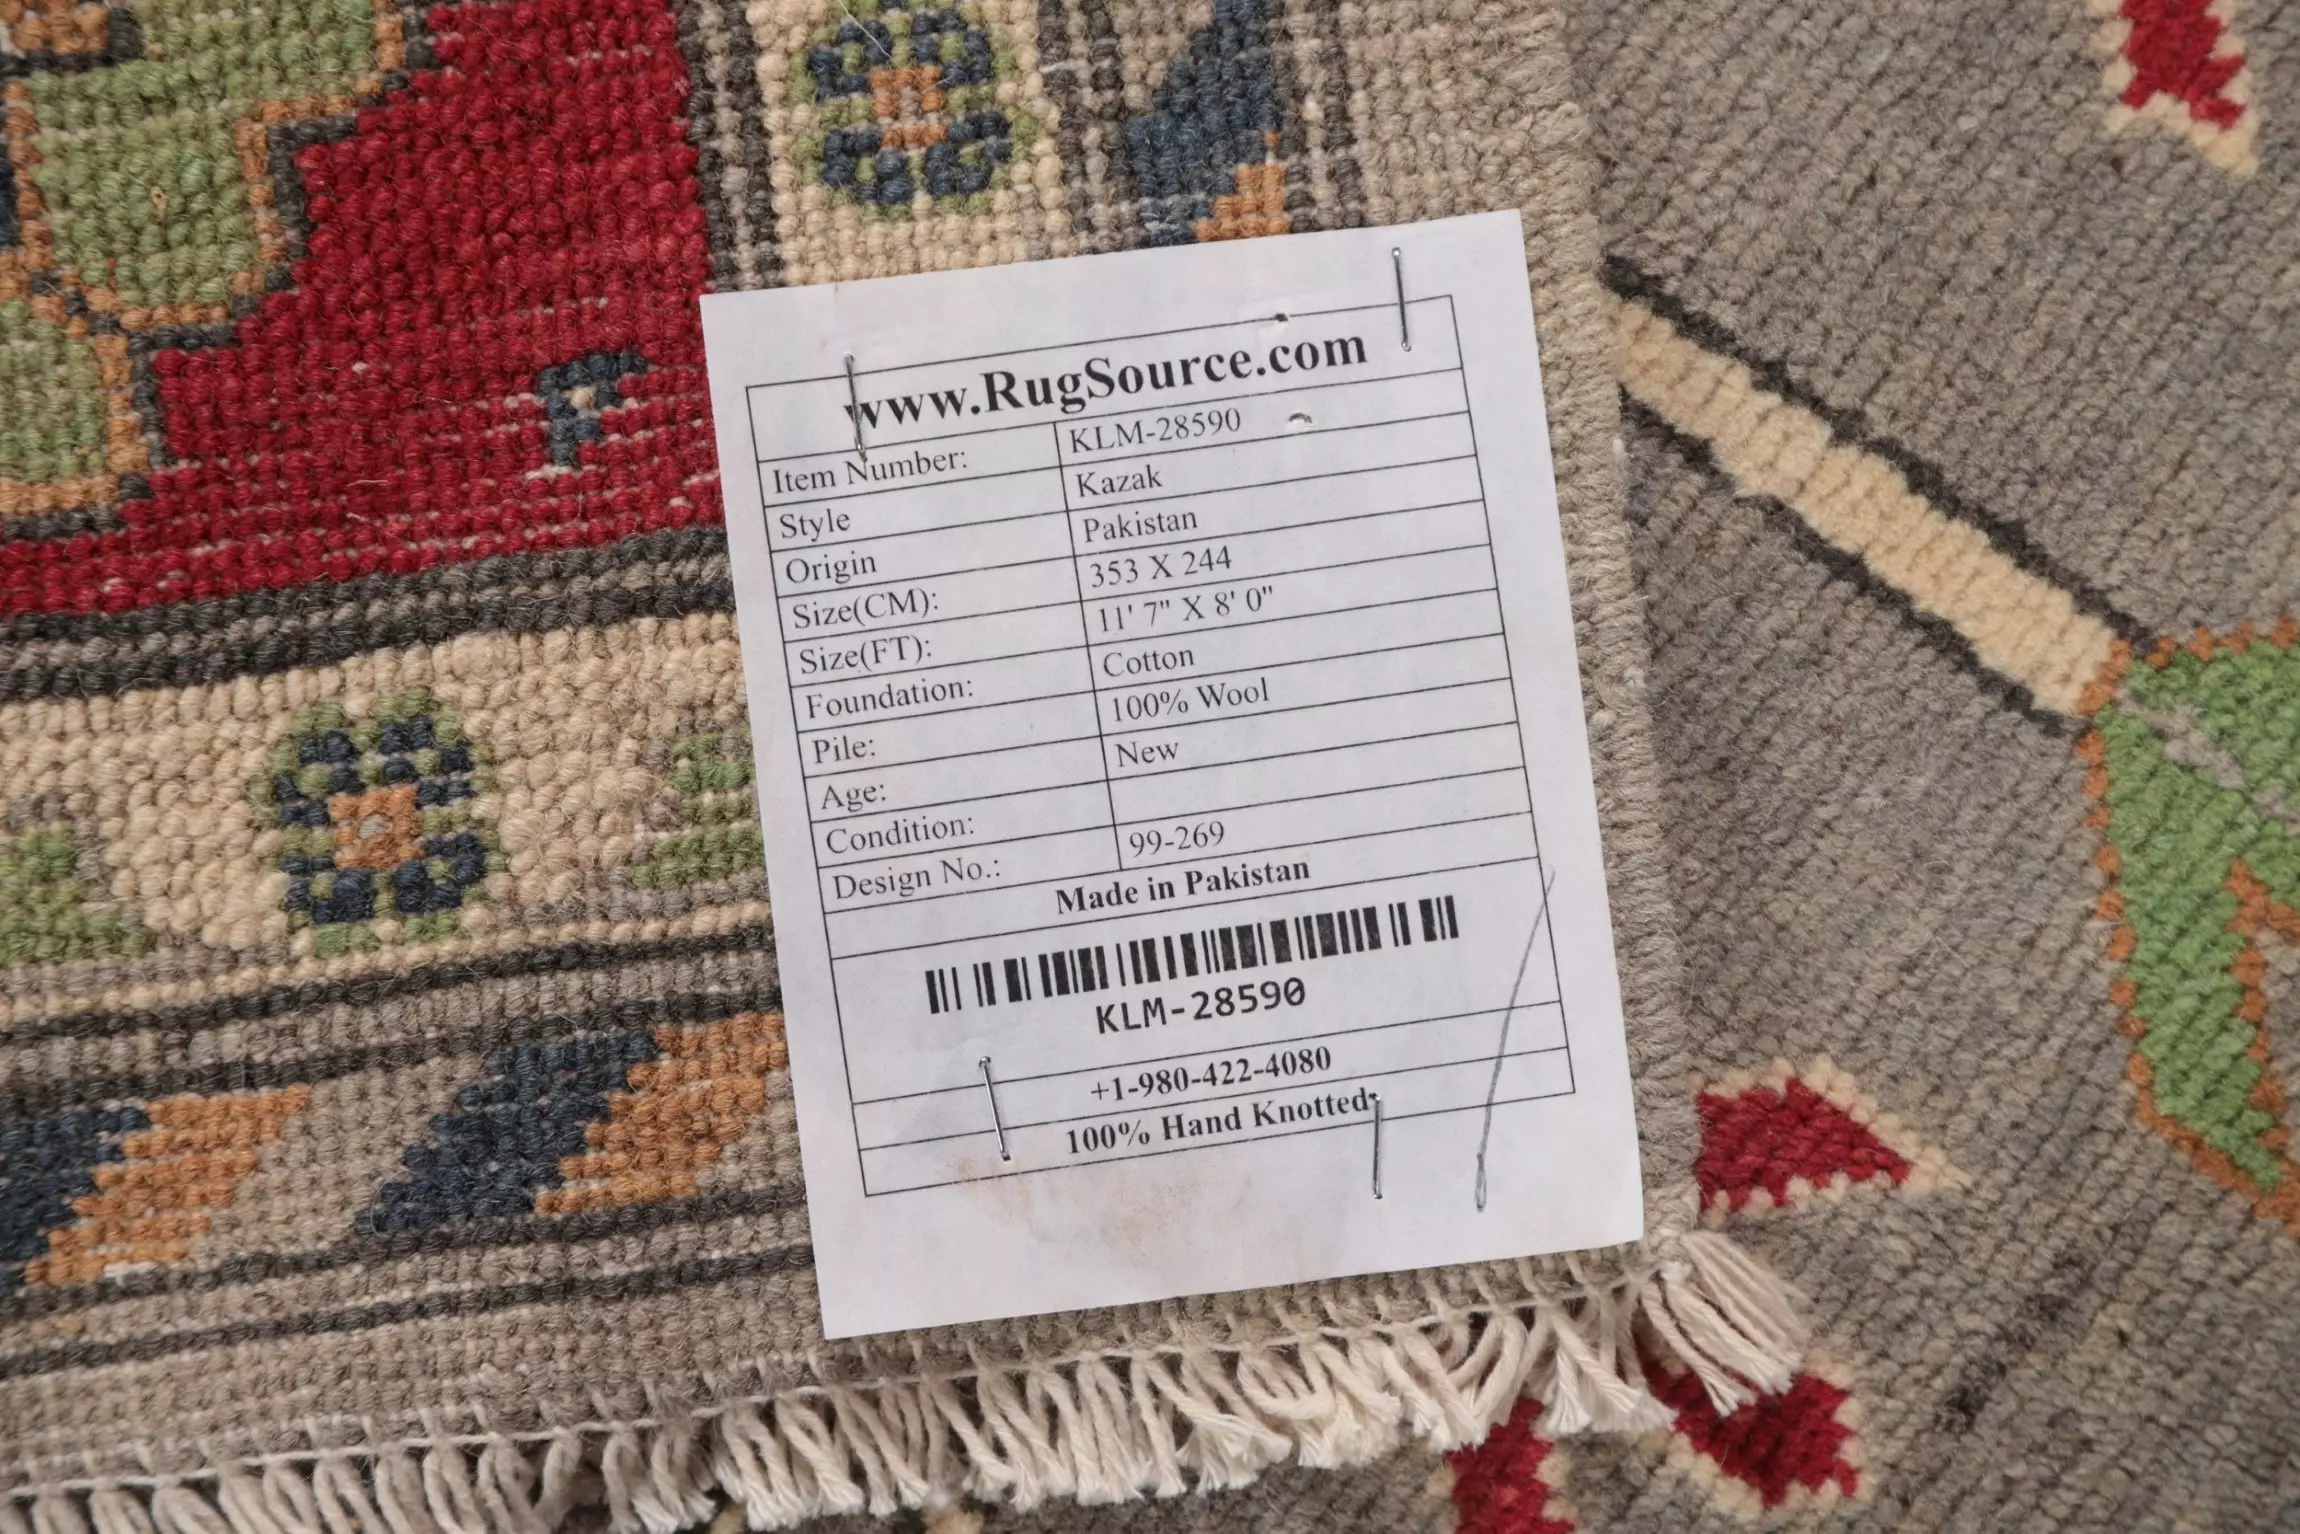 www.RugSource.com
Item Number: KLM-28590
Style Kazak
Origin Pakistan
Size(CM): 353 X 244
Size(FT): 11' 7" X 8' 0"
Foundation: Cotton
Pile: 100% Wool
Age: New
Condition:
Design No.: 99-269
Made in Pakistan
KLM-28590
+1-980-422-4080
100% Hand Knotted